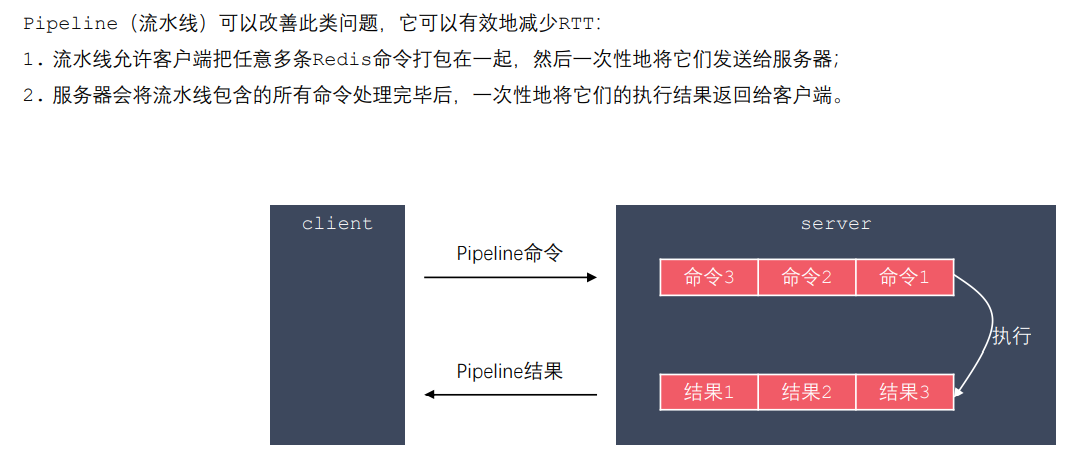 Pipeline（流水线）可以改善此类问题，它可以有效地减少RTT：
1．流水线允许客户端把任意多条Redis命令打包在一起，然后一次性地将它们发送给服务器；
2．服务器会将流水线包含的所有命令处理完毕后，一次性地将它们的执行结果返回给客户端。
client
server
Pipeline命令
命令3 命令2 命令1
执行
Pipeline结果
结果1 结果2 结果3